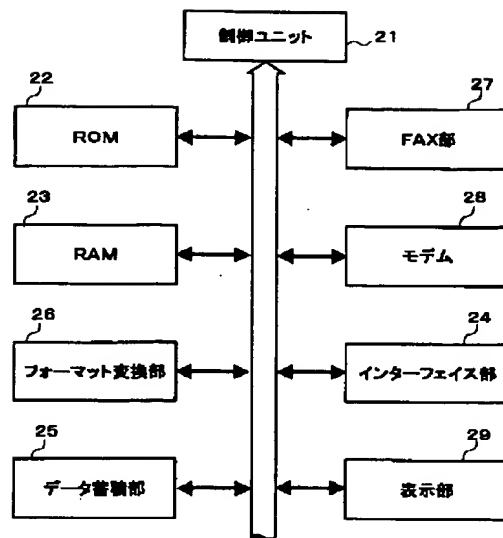 制御ユニット
21
22
ROM
27
FAX部
23
RAM
28
モデム
26
フォーマット変換部
24
インターフェイス部
25
データ蓄積部
29
表示部